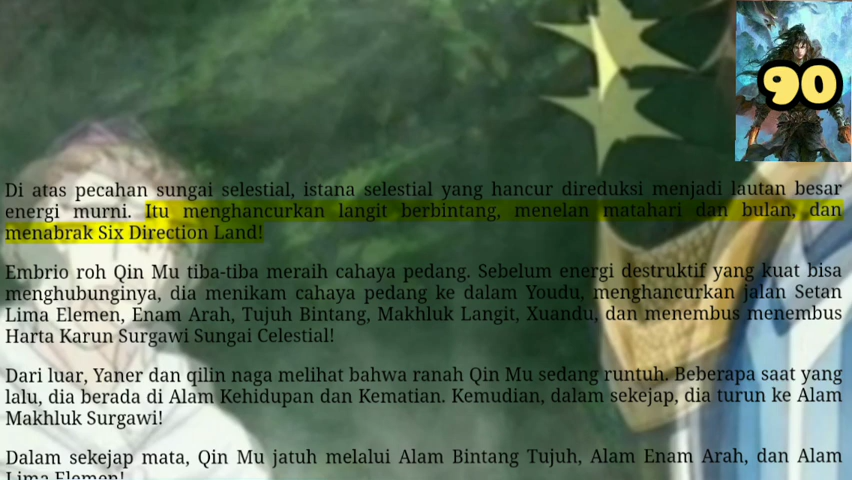 90
Di atas pecahan sungai selestial, istana selestial yang hancur direduksi menjadi lautan besar
energi murni. Itu menghancurkan langit berbintang, menelan matahari dan bulan, dan
menabrak Six Direction Land!
Embrio roh Qin Mu tiba-tiba meraih cahaya pedang. Sebelum energi destruktif yang kuat bisa
menghubunginya, dia menikam cahaya pedang ke dalam Youdu, menghancurkan jalan Setan
Lima Elemen, Enam Arah, Tujuh Bintang, Makhluk Langit, Xuandu, dan menembus menembus
Harta Karun Surgawi Sungai Celestial!
Dari luar, Yaner dan qilin naga melihat bahwa ranah Qin Mu sedang runtuh. Beberapa saat yang
lalu, dia berada di Alam Kehidupan dan Kematian. Kemudian, dalam sekejap, dia turun ke Alam
Makhluk Surgawi!
Dalam sekejap mata, Qin Mu jatuh melalui Alam Bintang Tujuh, Alam Enam Arah, dan Alam
Lima Elemen!